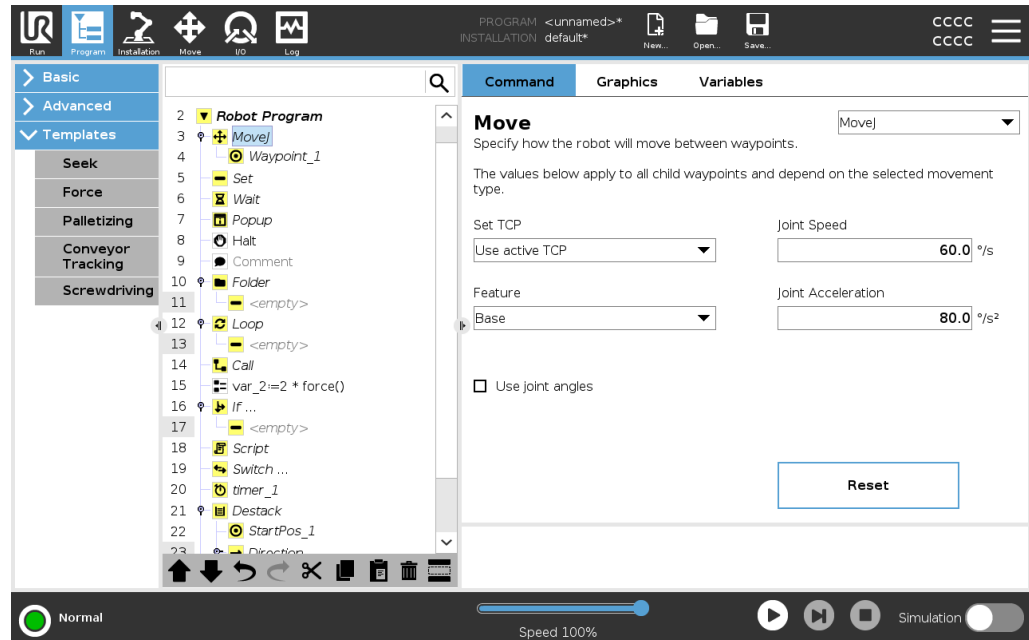 UR
PROGRAM <unnamed>*
INSTALLATION default*
CCCC
CCCC
Run Program Installation Move I/O Log New... Open... Save...
Basic
Advanced
Templates
Seek
Force
Palletizing
Conveyor
Tracking
Screwdriving
2 Robot Program
3 MoveJ
4 Waypoint_1
5 Set
6 Wait
7 Popup
8 Halt
9 Comment
10 Folder
11 <empty>
12 Loop
13 <empty>
14 Call
15 var_2:=2 * force()
16 If ...
17 <empty>
18 Script
19 Switch ...
20 timer_1
21 Destack
22 StartPos_1
23 Direction
Command Graphics Variables
Move
MoveJ
Specify how the robot will move between waypoints.
The values below apply to all child waypoints and depend on the selected movement
type.
Set TCP Joint Speed
Use active TCP 60.0 °/s
Feature Joint Acceleration
Base 80.0 °/s²
Use joint angles
Reset
Normal
Speed 100%
Simulation